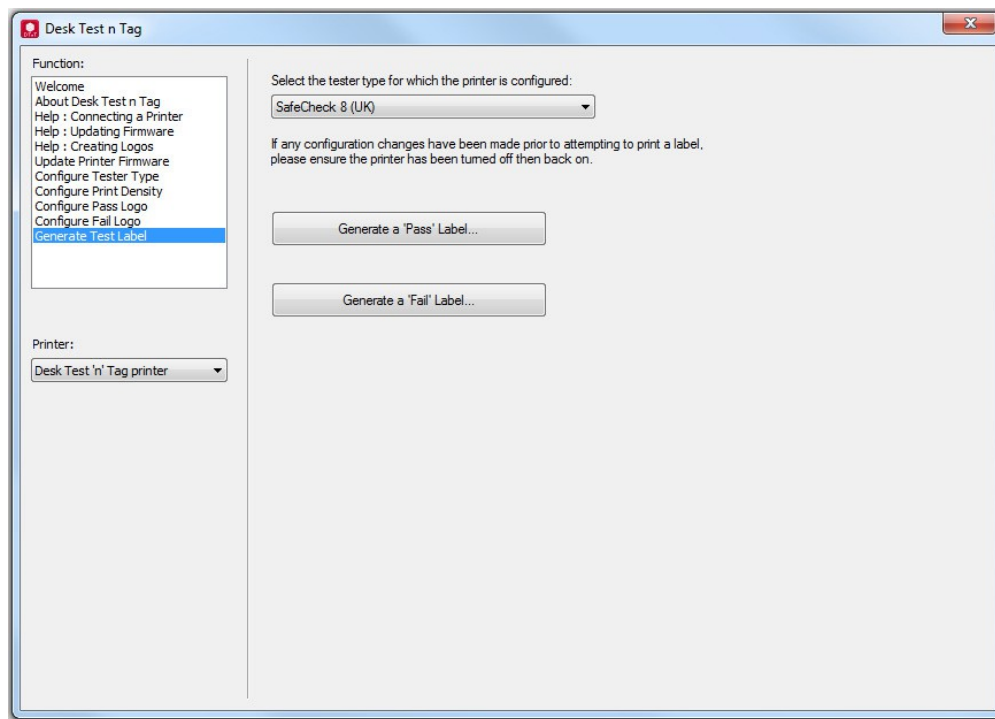 Desk Test n Tag
Function:
Welcome
About Desk Test n Tag
Help : Connecting a Printer
Help : Updating Firmware
Help : Creating Logos
Update Printer Firmware
Configure Tester Type
Configure Print Density
Configure Pass Logo
Configure Fail Logo
Generate Test Label
Printer:
Desk Test 'n' Tag printer
Select the tester type for which the printer is configured:
SafeCheck 8 (UK)
If any configuration changes have been made prior to attempting to print a label,
please ensure the printer has been turned off then back on.
Generate a 'Pass' Label...
Generate a 'Fail' Label...